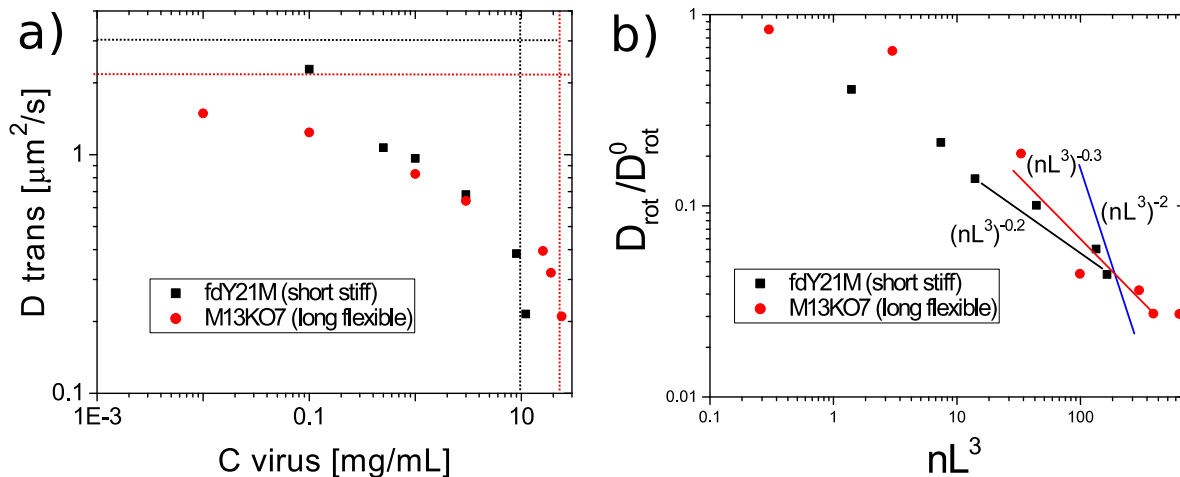 a)
D trans [μm²/s]
1
0.1
1E-3
0.1
10
C virus [mg/mL]
fdY21M (short stiff)
M13KO7 (long flexible)
b)
D_rot/D⁰_rot
1
0.1
0.01
0.1
1
10
100
nL³
(nL³)^-0.3
(nL³)^-2
(nL³)^-0.2
fdY21M (short stiff)
M13KO7 (long flexible)